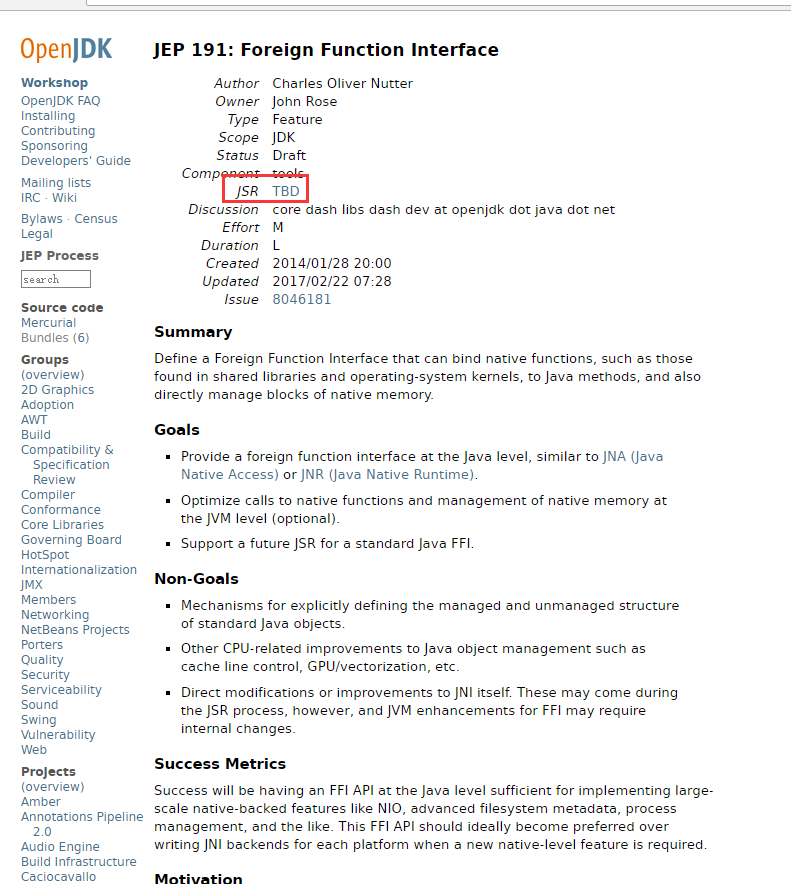 OpenJDK
Workshop
OpenJDK FAQ
Installing
Contributing
Sponsoring
Developers' Guide
Mailing lists
IRC · Wiki
Bylaws · Census
Legal
JEP Process
search
Source code
Mercurial
Bundles (6)
Groups
(overview)
2D Graphics
Adoption
AWT
Build
Compatibility &
Specification
Review
Compiler
Conformance
Core Libraries
Governing Board
HotSpot
Internationalization
JMX
Members
Networking
NetBeans Projects
Porters
Quality
Security
Serviceability
Sound
Swing
Vulnerability
Web
Projects
(overview)
Amber
Annotations Pipeline
2.0
Audio Engine
Build Infrastructure
Caciocavallo
JEP 191: Foreign Function Interface
Author Charles Oliver Nutter
Owner John Rose
Type Feature
Scope JDK
Status Draft
Component tools
JSR TBD
Discussion core dash libs dash dev at openjdk dot java dot net
Effort M
Duration L
Created 2014/01/28 20:00
Updated 2017/02/22 07:28
Issue 8046181
Summary
Define a Foreign Function Interface that can bind native functions, such as those
found in shared libraries and operating-system kernels, to Java methods, and also
directly manage blocks of native memory.
Goals
▪ Provide a foreign function interface at the Java level, similar to JNA (Java
Native Access) or JNR (Java Native Runtime).
▪ Optimize calls to native functions and management of native memory at
the JVM level (optional).
▪ Support a future JSR for a standard Java FFI.
Non-Goals
▪ Mechanisms for explicitly defining the managed and unmanaged structure
of standard Java objects.
▪ Other CPU-related improvements to Java object management such as
cache line control, GPU/vectorization, etc.
▪ Direct modifications or improvements to JNI itself. These may come during
the JSR process, however, and JVM enhancements for FFI may require
internal changes.
Success Metrics
Success will be having an FFI API at the Java level sufficient for implementing large-
scale native-backed features like NIO, advanced filesystem metadata, process
management, and the like. This FFI API should ideally become preferred over
writing JNI backends for each platform when a new native-level feature is required.
Motivation